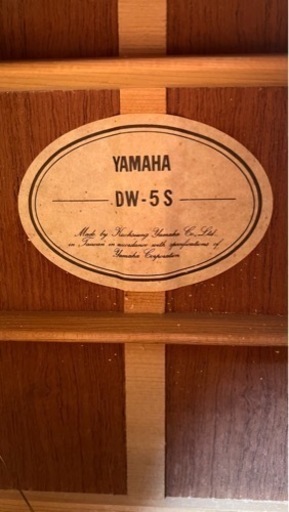 YAMAHA
DW-5S
Made by Kaohsiung Yamaha Co., Ltd.
in Taiwan in accordance with specifications of
Yamaha Corporation